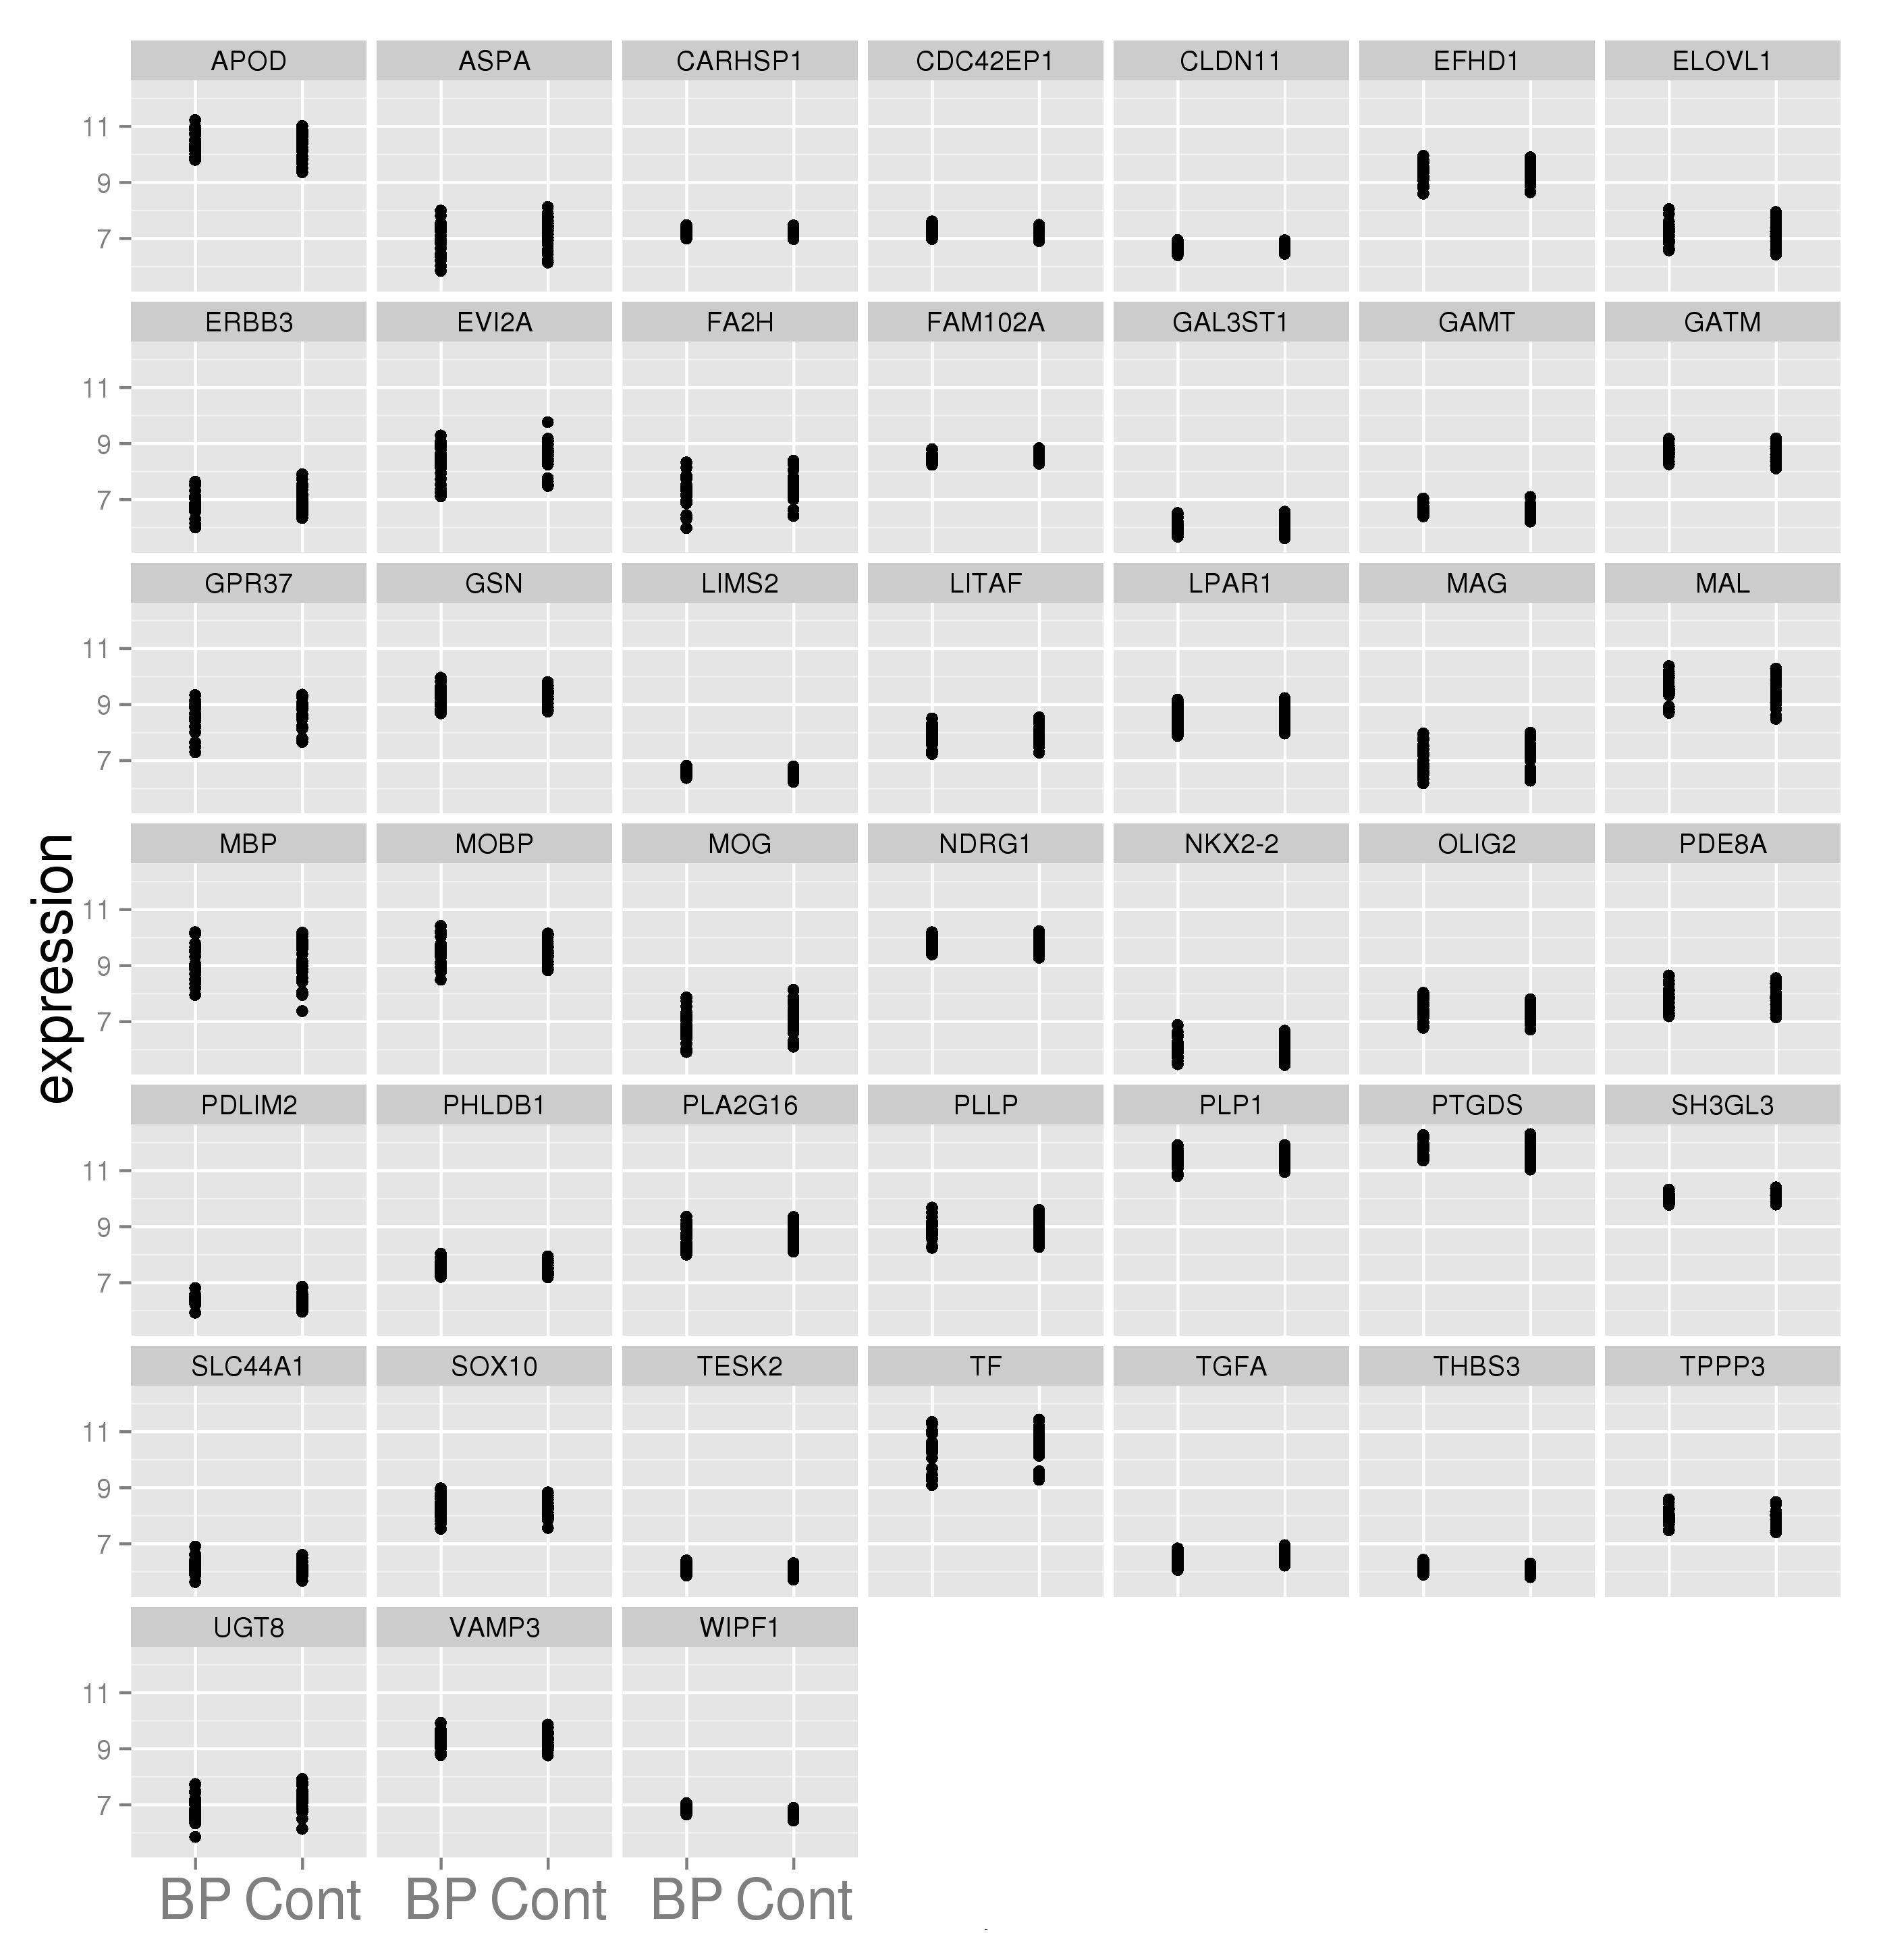 APOD ASPA CARHSP1 CDC42EP1 CLDN11 EFHD1 ELOVL1
11
9
7
ERBB3 EVI2A FA2H FAM102A GAL3ST1 GAMT GATM
11
9
7
GPR37 GSN LIMS2 LITAF LPAR1 MAG MAL
11
9
7
expression
MBP MOBP MOG NDRG1 NKX2-2 OLIG2 PDE8A
11
9
7
PDLIM2 PHLDB1 PLA2G16 PLLP PLP1 PTGDS SH3GL3
11
9
7
SLC44A1 SOX10 TESK2 TF TGFA THBS3 TPPP3
11
9
7
UGT8 VAMP3 WIPF1
11
9
7
BP Cont BP Cont BP Cont